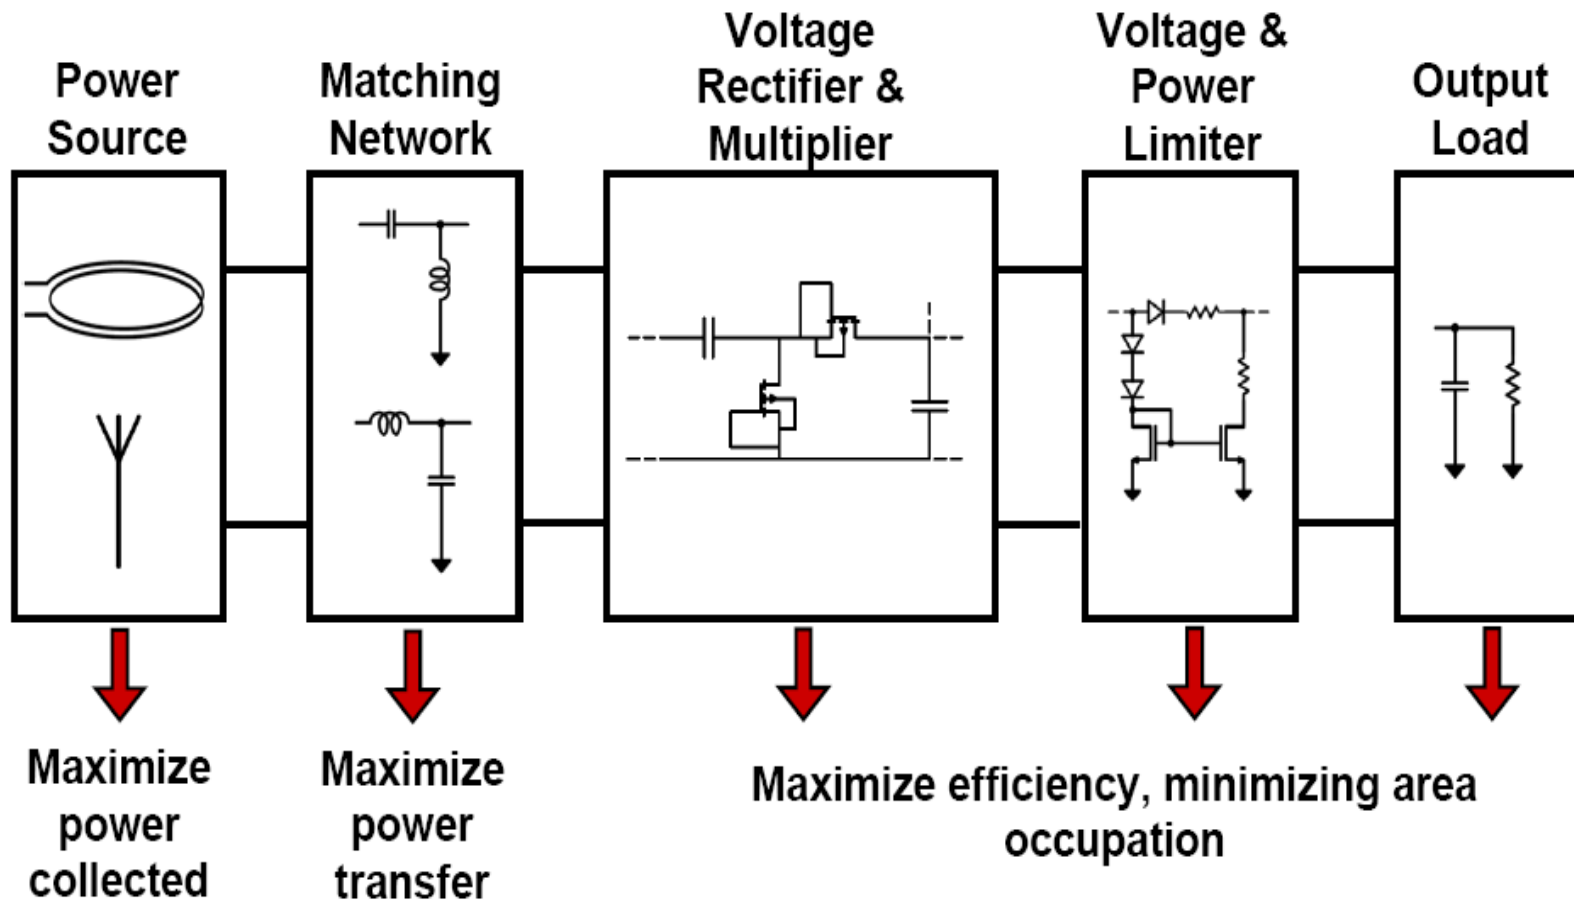 Power
Source
Matching
Network
Voltage
Rectifier &
Multiplier
Voltage &
Power
Limiter
Output
Load
Maximize
power
collected
Maximize
power
transfer
Maximize efficiency, minimizing area
occupation